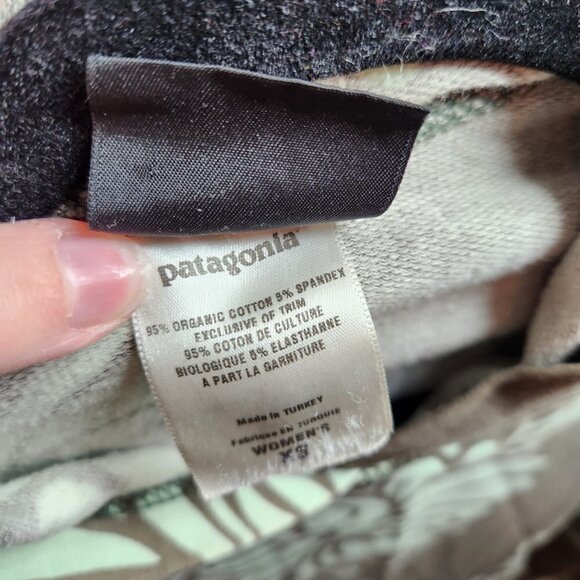 patagonia
95% ORGANIC COTTON 5% SPANDEX
EXCLUSIVE OF TRIM
95% COTON DE CULTURE
BIOLOGIQUE 5% ELASTHANNE
A PART LA GARNITURE
Made in TURKEY
Fabriqué EN TURQUIE
WOMEN'S
XS